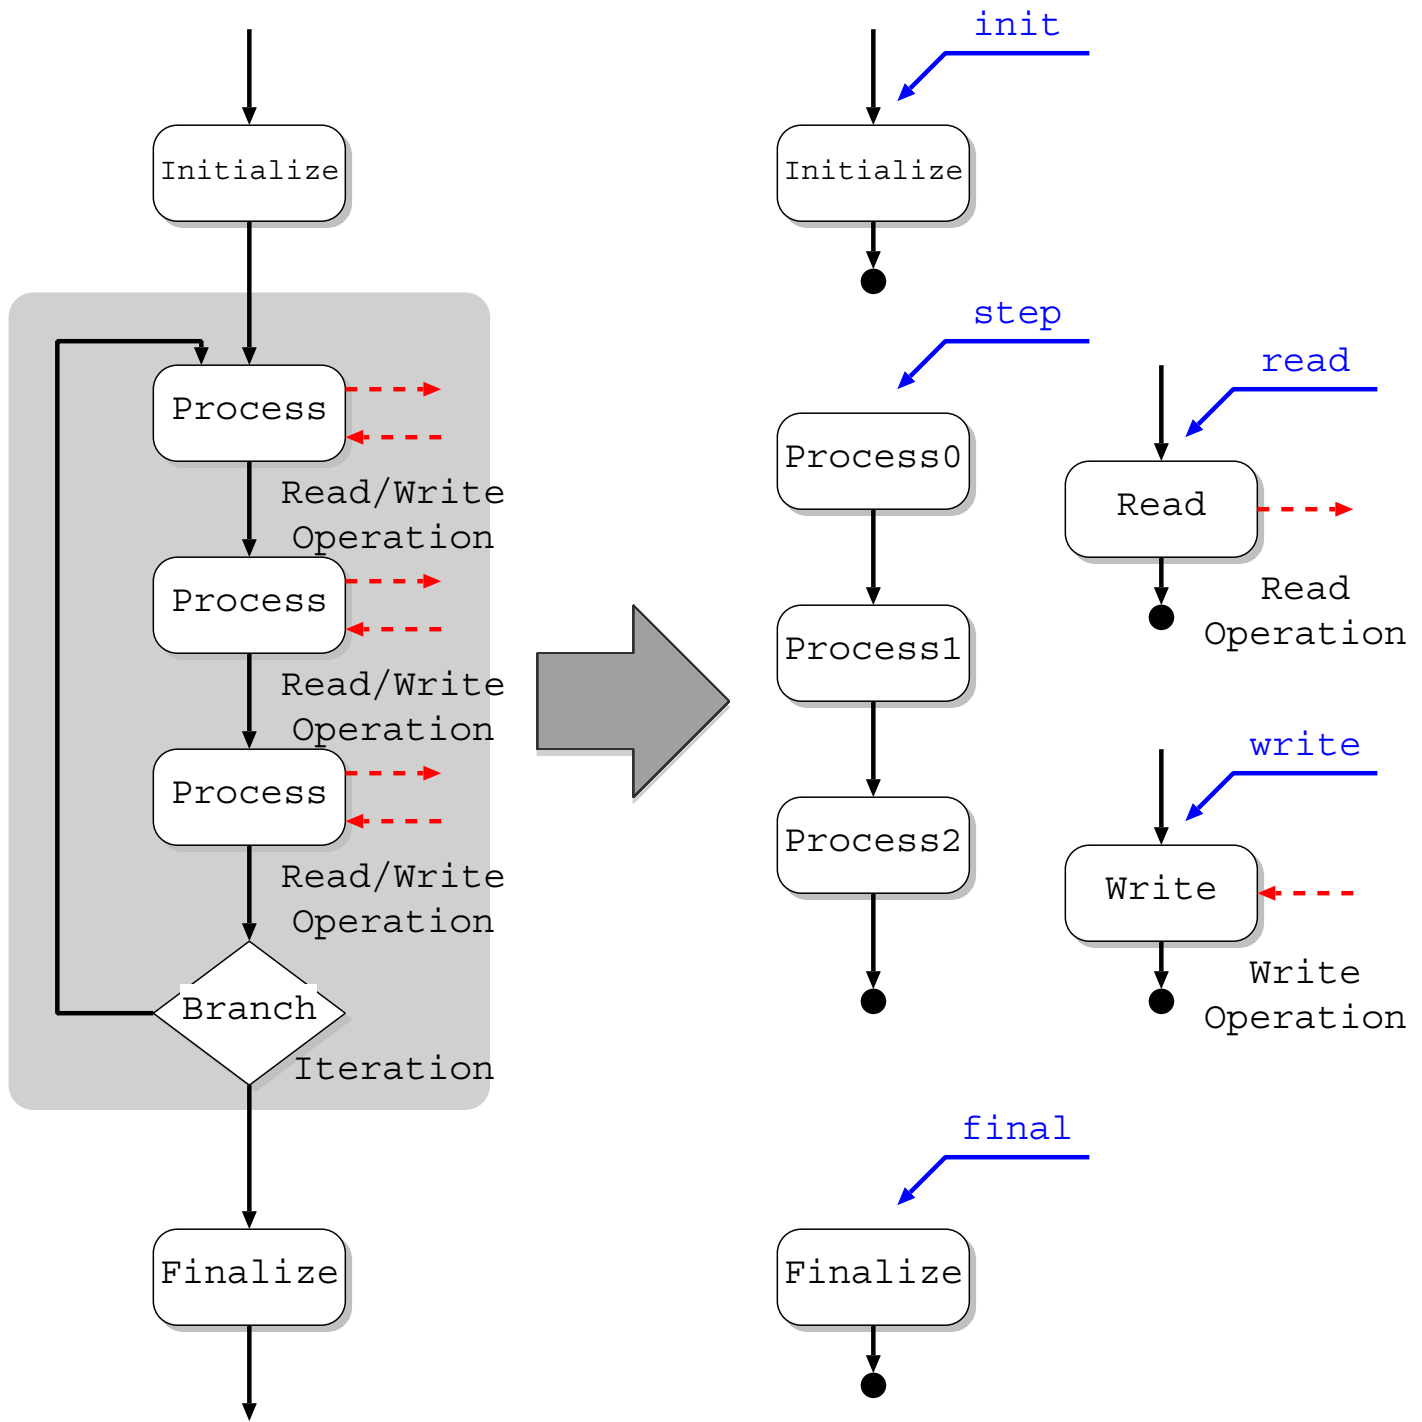 Initialize
Process
Read/Write
Operation
Process
Read/Write
Operation
Process
Read/Write
Operation
Branch
Iteration
Finalize
init
Initialize
step
Process0
Process1
Process2
final
Finalize
read
Read
Read
Operation
write
Write
Write
Operation